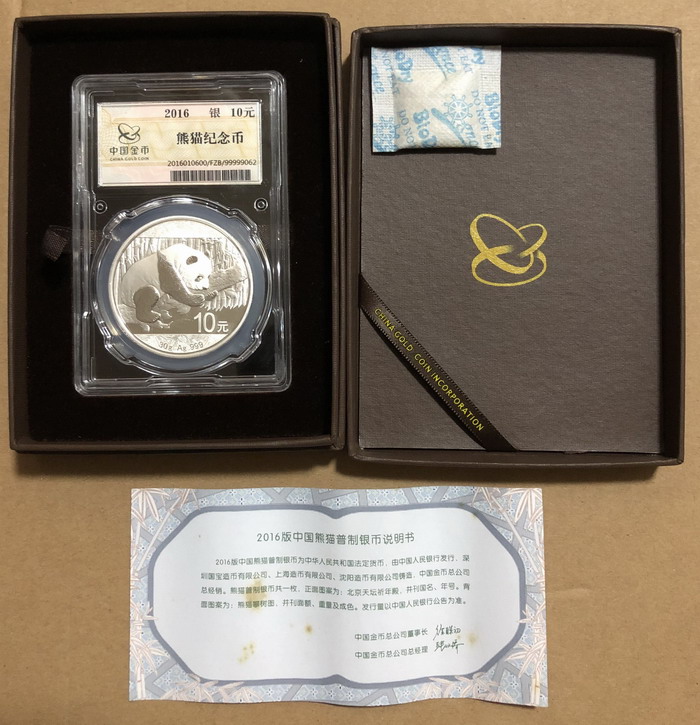 2016 银 10元
熊猫纪念币
中国金币
CHINA GOLD COIN
2016010600/FZB/99999062
10元
30g Ag .999
BioDry
DO NOT
CHINA GOLD COIN INCORPORATION
2016版中国熊猫普制银币说明书
2016版中国熊猫普制银币为中华人民共和国法定货币，由中国人民银行发行，深
圳国宝造币有限公司、上海造币有限公司、沈阳造币有限公司铸造，中国金币总公司
总经销。熊猫普制银币共一枚，正面图案为：北京天坛祈年殿，并刊国名、年号。背
面图案为：熊猫攀树图，并刊面额、重量及成色。发行量以中国人民银行公告为准。
中国金币总公司董事长
中国金币总公司总经理